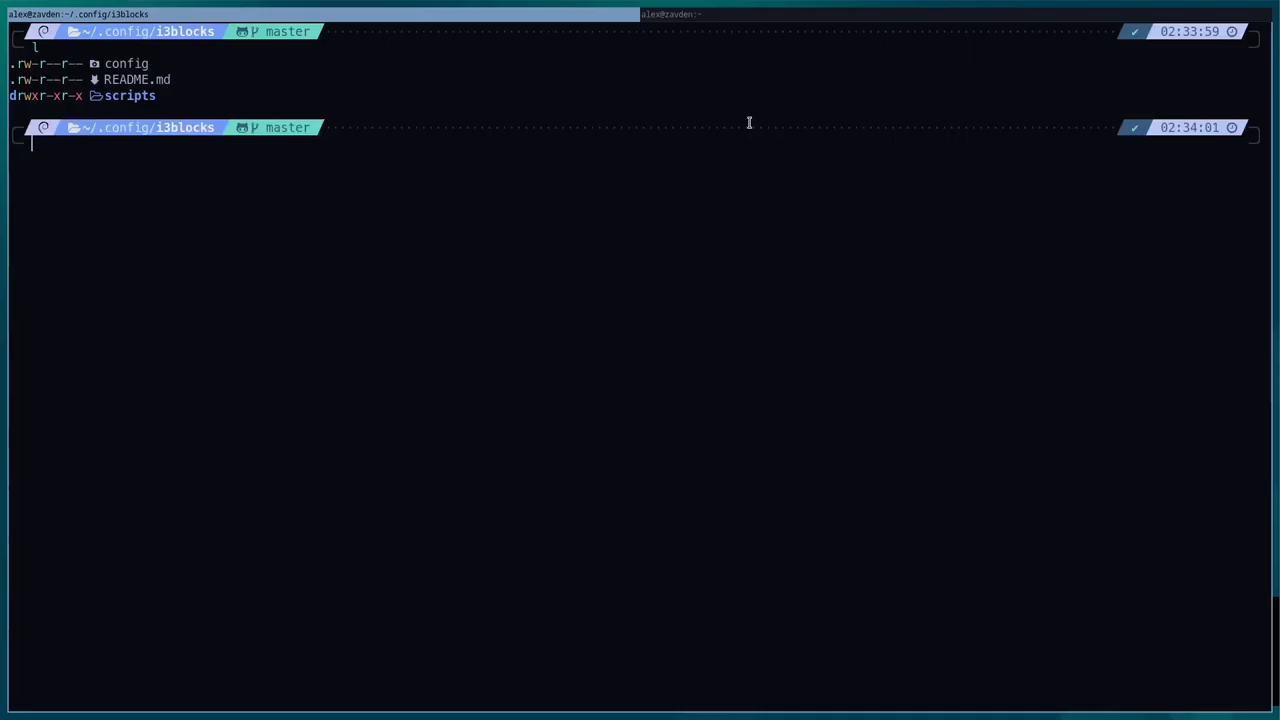 alex@zavden:~/.config/i3blocks alex@zavden:~
~/.config/i3blocks master ✔ 02:33:59
l
.rw-r--r-- config
.rw-r--r-- README.md
drwxr-xr-x scripts
~/.config/i3blocks master ✔ 02:34:01